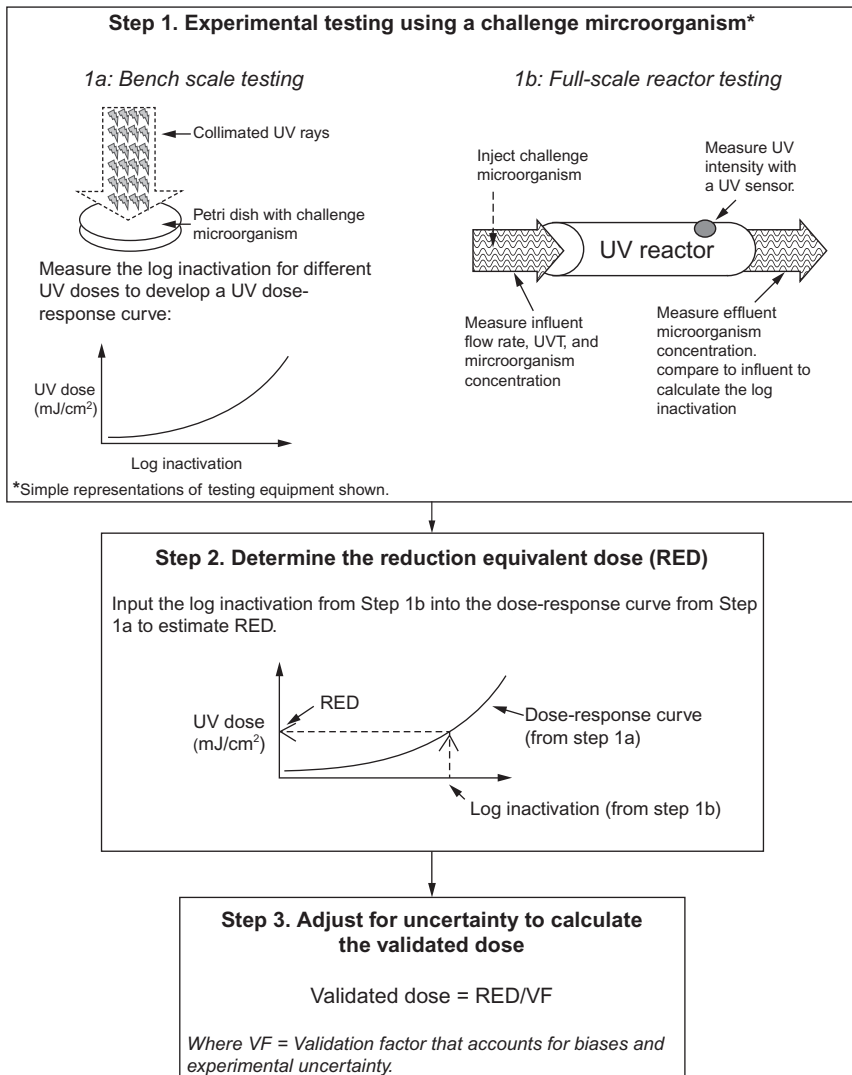 Step 1. Experimental testing using a challenge mircroorganism*
1a: Bench scale testing
Collimated UV rays
Petri dish with challenge
microorganism
Measure the log inactivation for different
UV doses to develop a UV dose-
response curve:
UV dose
(mJ/cm²)
Log inactivation
1b: Full-scale reactor testing
Inject challenge
microorganism
Measure UV
intensity with
a UV sensor.
UV reactor
Measure influent
flow rate, UVT, and
mircroorganism
concentration
Measure effluent
microorganism
concentration.
compare to influent to
calculate the log
inactivation
*Simple representations of testing equipment shown.
Step 2. Determine the reduction equivalent dose (RED)
Input the log inactivation from Step 1b into the dose-response curve from Step
1a to estimate RED.
RED
UV dose
(mJ/cm²)
Dose-response curve
(from step 1a)
Log inactivation (from step 1b)
Step 3. Adjust for uncertainty to calculate
the validated dose
Validated dose = RED/VF
Where VF = Validation factor that accounts for biases and
experimental uncertainty.